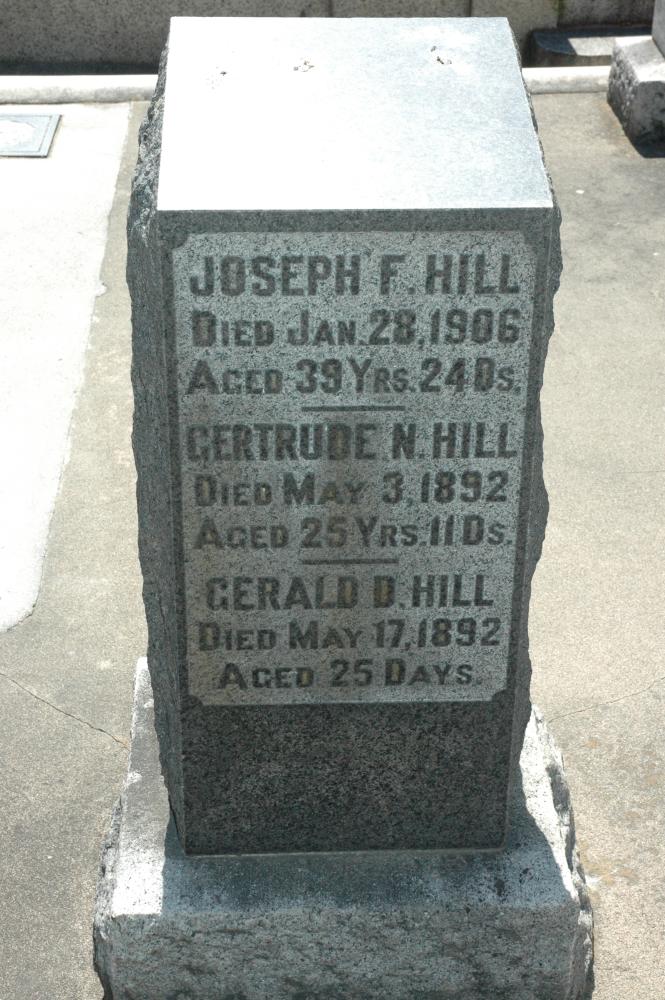 JOSEPH F. HILL
DIED JAN. 28, 1906
AGED 39 YRS. 24 DS.
GERTRUDE N. HILL
DIED MAY 3, 1892
AGED 25 YRS. 11 DS.
GERALD D. HILL
DIED MAY 17, 1892
AGED 25 DAYS.